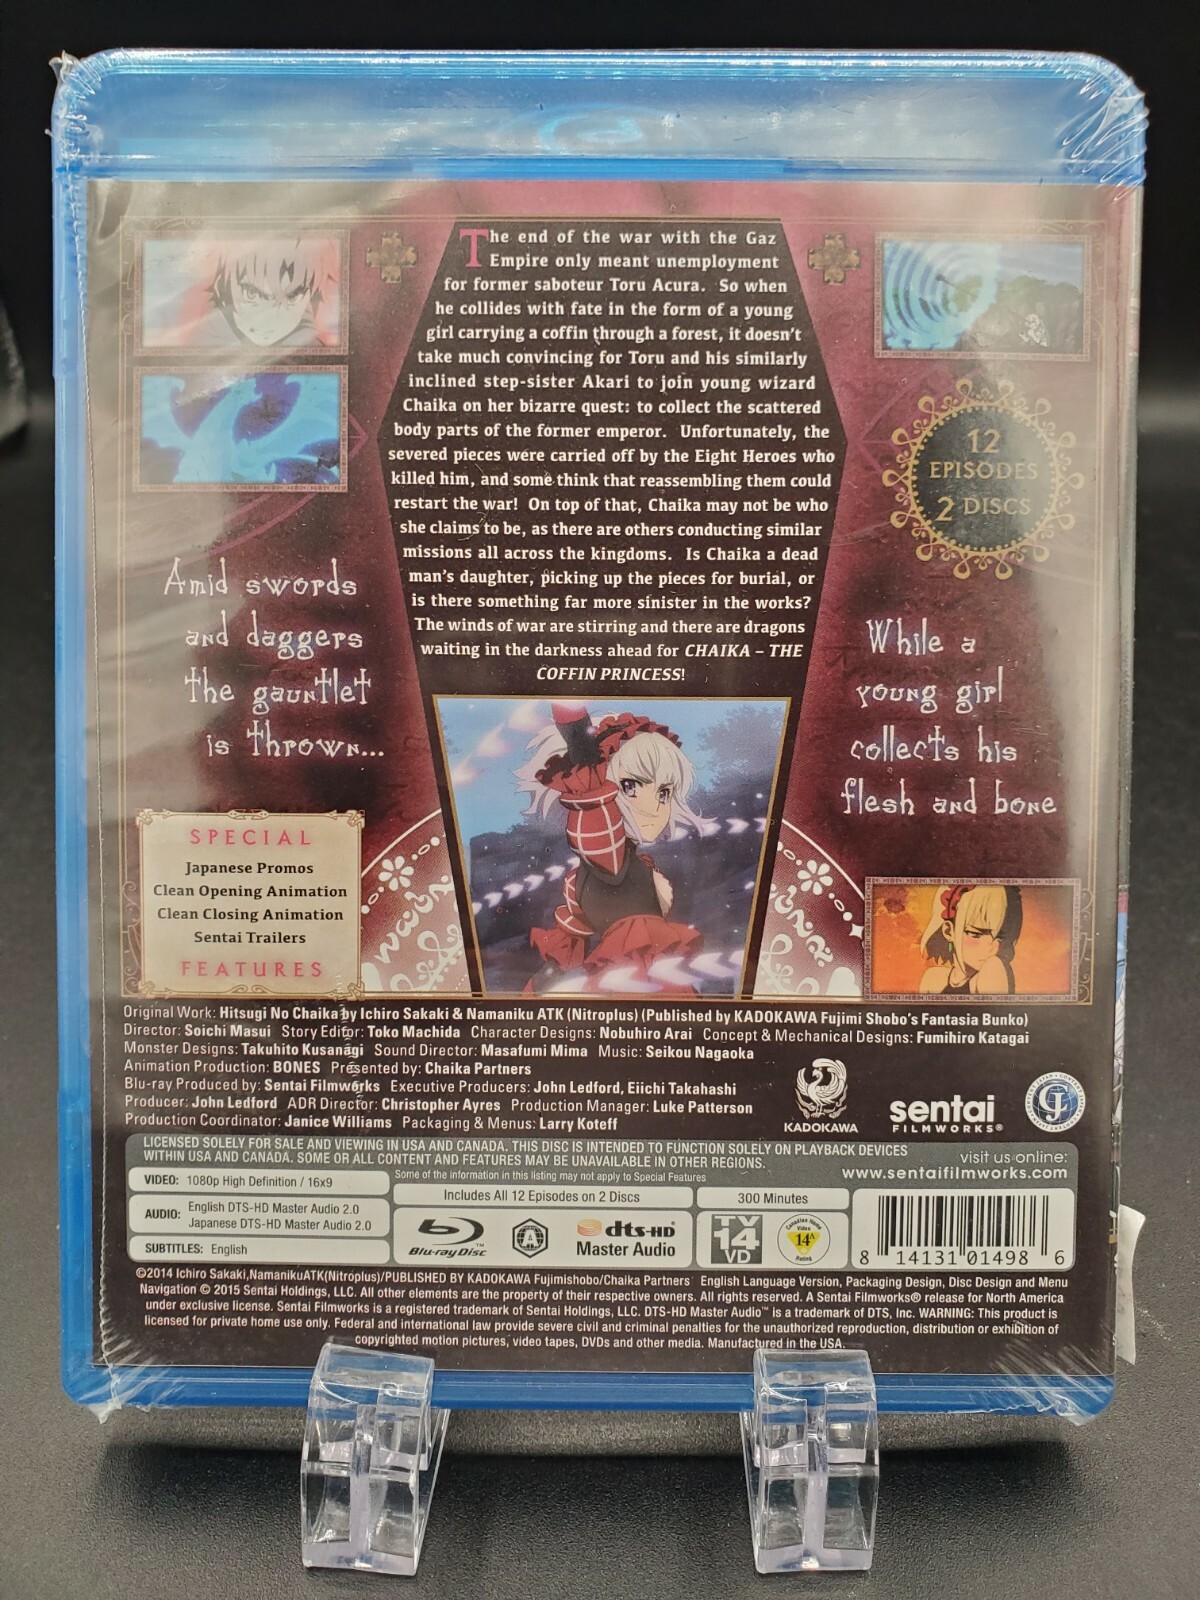 The end of the war with the Gaz
Empire only meant unemployment
for former saboteur Toru Acura. So when
he collides with fate in the form of a young
girl carrying a coffin through a forest, it doesn't
take much convincing for Toru and his similarly
inclined step-sister Akari to join young wizard
Chaika on her bizarre quest: to collect the scattered
body parts of the former emperor. Unfortunately, the
severed pieces were carried off by the Eight Heroes who
killed him, and some think that reassembling them could
restart the war! On top of that, Chaika may not be who
she claims to be, as there are others conducting similar
missions all across the kingdoms. Is Chaika a dead
man's daughter, picking up the pieces for burial, or
is there something far more sinister in the works?
The winds of war are stirring and there are dragons
waiting in the darkness ahead for CHAIKA – THE
COFFIN PRINCESS!
12
EPISODES
2 DISCS
Amid swords
and daggers
the gauntlet
is thrown...
While a
young girl
collects his
flesh and bone
SPECIAL
Japanese Promos
Clean Opening Animation
Clean Closing Animation
Sentai Trailers
FEATURES
Original Work: Hitsugi No Chaika by Ichiro Sakaki & Namaniku ATK (Nitroplus) (Published by KADOKAWA Fujimi Shobo's Fantasia Bunko)
Director: Soichi Masui Story Editor: Toko Machida Character Designs: Nobuhiro Arai Concept & Mechanical Designs: Fumihiro Katagai
Monster Designs: Takuhito Kusanagi Sound Director: Masafumi Mima Music: Seikou Nagaoka
Animation Production: BONES Presented by: Chaika Partners
Blu-ray Produced by: Sentai Filmworks Executive Producers: John Ledford, Eiichi Takahashi
Producer: John Ledford ADR Director: Christopher Ayres Production Manager: Luke Patterson
Production Coordinator: Janice Williams Packaging & Menus: Larry Koteff
KADOKAWA
sentai
FILMWORKS®
LICENSED SOLELY FOR SALE AND VIEWING IN USA AND CANADA. THIS DISC IS INTENDED TO FUNCTION SOLELY ON PLAYBACK DEVICES
WITHIN USA AND CANADA. SOME OR ALL CONTENT AND FEATURES MAY BE UNAVAILABLE IN OTHER REGIONS.
visit us online:
www.sentaifilmworks.com
Some of the information in this listing may not apply to Special Features
VIDEO: 1080p High Definition / 16x9
AUDIO: English DTS-HD Master Audio 2.0
Japanese DTS-HD Master Audio 2.0
SUBTITLES: English
Includes All 12 Episodes on 2 Discs
300 Minutes
Blu-ray Disc
A
dts-HD
Master Audio
TV
14
VD
Canadian Home
Video
14A
Rated
8 14131 01498 6
©2014 Ichiro Sakaki,NamanikuATK(Nitroplus)/PUBLISHED BY KADOKAWA Fujimishobo/Chaika Partners English Language Version, Packaging Design, Disc Design and Menu
Navigation © 2015 Sentai Holdings, LLC. All other elements are the property of their respective owners. All rights reserved. A Sentai Filmworks® release for North America
under exclusive license. Sentai Filmworks is a registered trademark of Sentai Holdings, LLC. DTS-HD Master Audio™ is a trademark of DTS, Inc. WARNING: This product is
licensed for private home use only. Federal and international law provide severe civil and criminal penalties for the unauthorized reproduction, distribution or exhibition of
copyrighted motion pictures, video tapes, DVDs and other media. Manufactured in the USA.